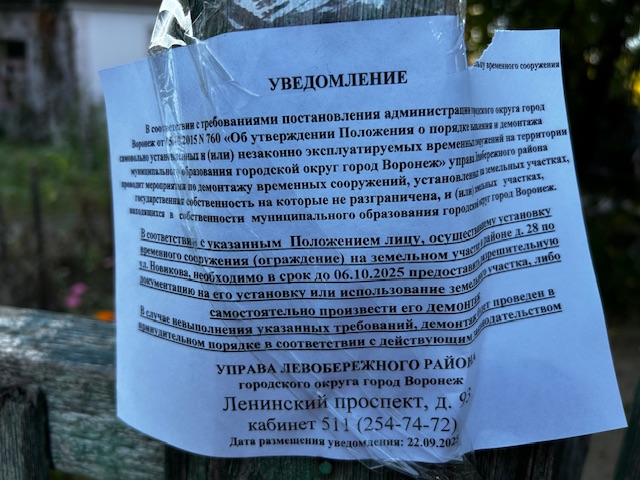 льцу временного сооружения
УВЕДОМЛЕНИЕ
В соответствии с требованиями постановления администрации городского округа город
Воронеж от 2015 N 760 «Об утверждении Положения о порядке выявления и демонтажа
самовольно установленных и (или) незаконно эксплуатируемых временных сооружений на территории
муниципального образования городской округ город Воронеж» управа Левобережного района
проводит мероприятия по демонтажу временных сооружений, установленных на земельных участках,
государственная собственность на которые не разграничена, и (или) земельных участках,
находящихся в собственности муниципального образования городской округ город Воронеж.
В соответствии с указанным Положением лицу, осуществившему установку
временного сооружения (ограждение) на земельном участке в районе д. 28 по
ул. Новикова, необходимо в срок до 06.10.2025 предоставить разрешительную
документацию на его установку или использование земельного участка, либо
самостоятельно произвести его демонтаж
В случае невыполнения указанных требований, демонтаж будет проведен в
принудительном порядке в соответствии с действующим законодательством
УПРАВА ЛЕВОБЕРЕЖНОГО РАЙОНА
городского округа город Воронеж
Ленинский проспект, д. 93
кабинет 511 (254-74-72)
Дата размещения уведомления: 22.09.202